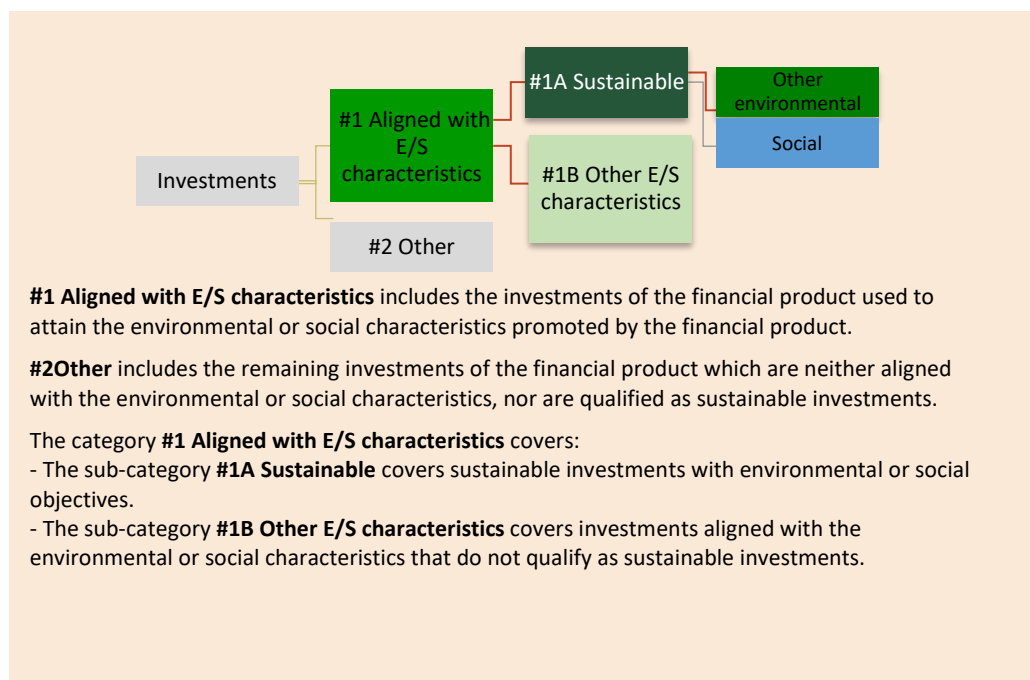 #1A Sustainable
Other
environmental
#1 Aligned with
E/S
characteristics
Social
Investments
#1B Other E/S
characteristics
#2 Other
#1 Aligned with E/S characteristics includes the investments of the financial product used to
attain the environmental or social characteristics promoted by the financial product.
#2Other includes the remaining investments of the financial product which are neither aligned
with the environmental or social characteristics, nor are qualified as sustainable investments.
The category #1 Aligned with E/S characteristics covers:
- The sub-category #1A Sustainable covers sustainable investments with environmental or social
objectives.
- The sub-category #1B Other E/S characteristics covers investments aligned with the
environmental or social characteristics that do not qualify as sustainable investments.